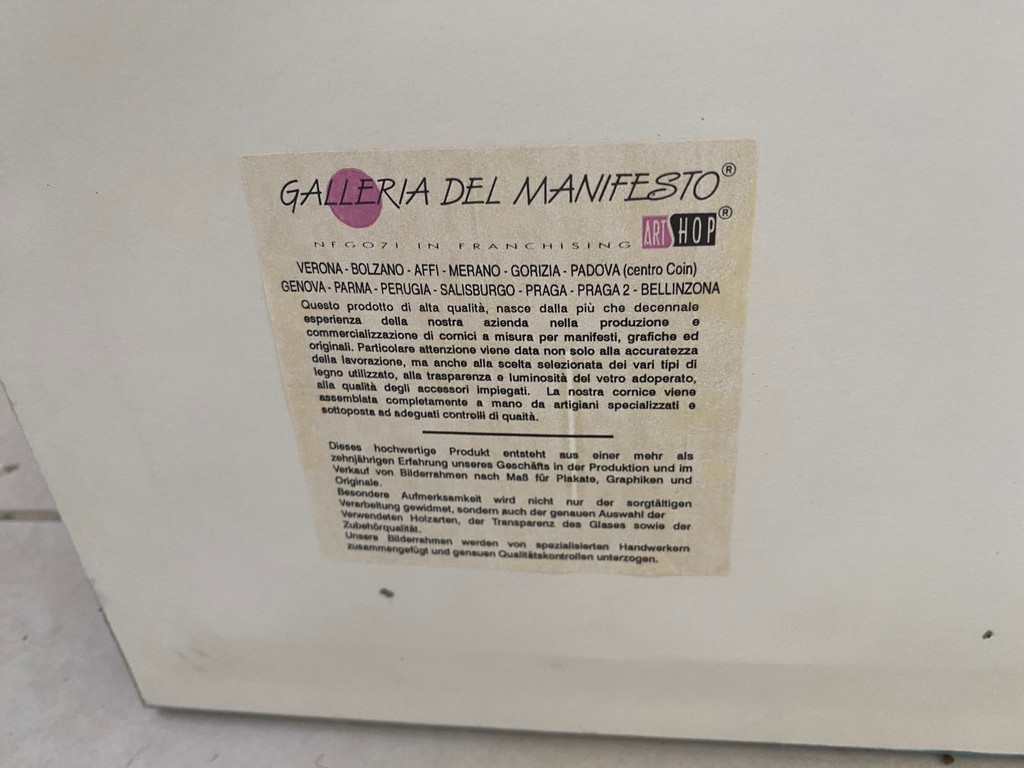 GALLERIA DEL MANIFESTO®
ART SHOP ®
NEGOZI IN FRANCHISING
VERONA - BOLZANO - AFFI - MERANO - GORIZIA - PADOVA (centro Coin)
GENOVA - PARMA - PERUGIA - SALISBURGO - PRAGA - PRAGA 2 - BELLINZONA
Questo prodotto di alta qualità, nasce dalla più che decennale
esperienza della nostra azienda nella produzione e
commercializzazione di cornici a misura per manifesti, grafiche ed
originali. Particolare attenzione viene data non solo alla accuratezza
della lavorazione, ma anche alla scelta selezionata dei vari tipi di
legno utilizzato, alla trasparenza e luminosità del vetro adoperato,
alla qualità degli accessori impiegati. La nostra cornice viene
assemblata completamente a mano da artigiani specializzati e
sottoposta ad adeguati controlli di quaità.
Dieses hochwertige Produkt entsteht aus einer mehr als
zehnjährigen Erfahrung unseres Geschäfts in der Produktion und im
Verkauf von Bilderrahmen nach Maß für Plakate, Graphiken und
Originale.
Besondere Aufmerksamkeit wird nicht nur der sorgtältigen
Verarbeitung gewidmet, sondern auch der genauen Auswahl der
Verwendeten Holzarten, der Transparenz des Glases sowie der
Zubehörqualität.
Unsere Bilderrahmen werden von spezialisierten Handwerkern
zusammengefügt und genauen Qualitätskontrollen unterzogen.